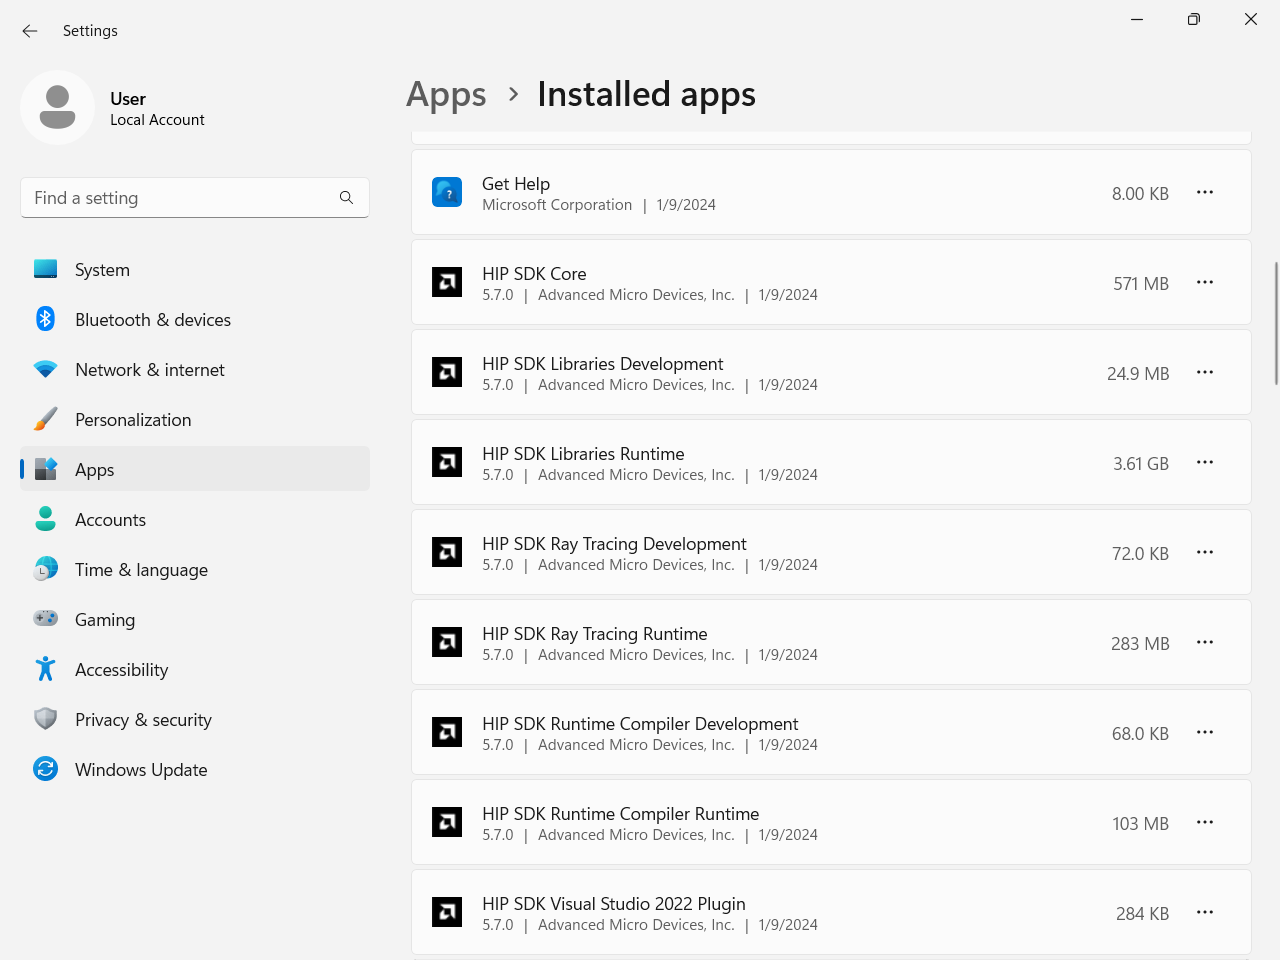 Settings
User
Local Account
Find a setting
System
Bluetooth & devices
Network & internet
Personalization
Apps
Accounts
Time & language
Gaming
Accessibility
Privacy & security
Windows Update
Apps > Installed apps
Get Help
Microsoft Corporation | 1/9/2024
8.00 KB
HIP SDK Core
5.7.0 | Advanced Micro Devices, Inc. | 1/9/2024
571 MB
HIP SDK Libraries Development
5.7.0 | Advanced Micro Devices, Inc. | 1/9/2024
24.9 MB
HIP SDK Libraries Runtime
5.7.0 | Advanced Micro Devices, Inc. | 1/9/2024
3.61 GB
HIP SDK Ray Tracing Development
5.7.0 | Advanced Micro Devices, Inc. | 1/9/2024
72.0 KB
HIP SDK Ray Tracing Runtime
5.7.0 | Advanced Micro Devices, Inc. | 1/9/2024
283 MB
HIP SDK Runtime Compiler Development
5.7.0 | Advanced Micro Devices, Inc. | 1/9/2024
68.0 KB
HIP SDK Runtime Compiler Runtime
5.7.0 | Advanced Micro Devices, Inc. | 1/9/2024
103 MB
HIP SDK Visual Studio 2022 Plugin
5.7.0 | Advanced Micro Devices, Inc. | 1/9/2024
284 KB